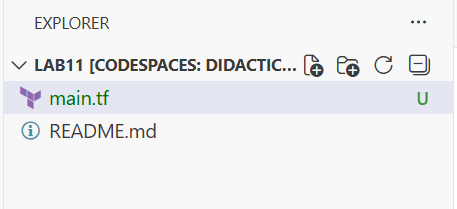 EXPLORER
LAB11 [CODESPACES: DIDACTIC...
main.tf U
README.md